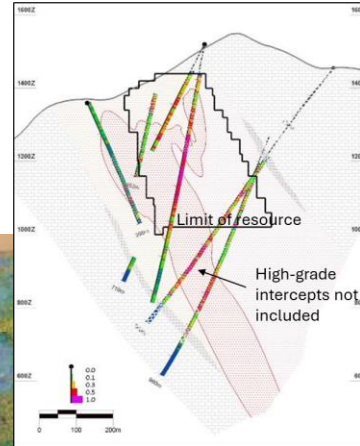 1600Z
1400Z
1200Z
Limit of resource
1000Z
High-grade
intercepts not
included
800Z
600Z
0.0
0.1
0.3
0.5
1.0
0
100
200m